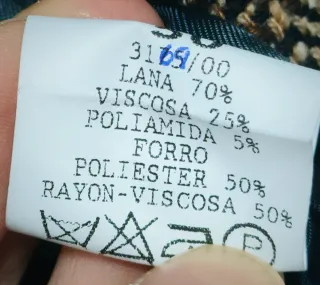 3169/00
LANA 70%
VISCOSA 25%
POLIAMIDA 5%
FORRO
POLIESTER 50%
RAYON-VISCOSA 50%
P